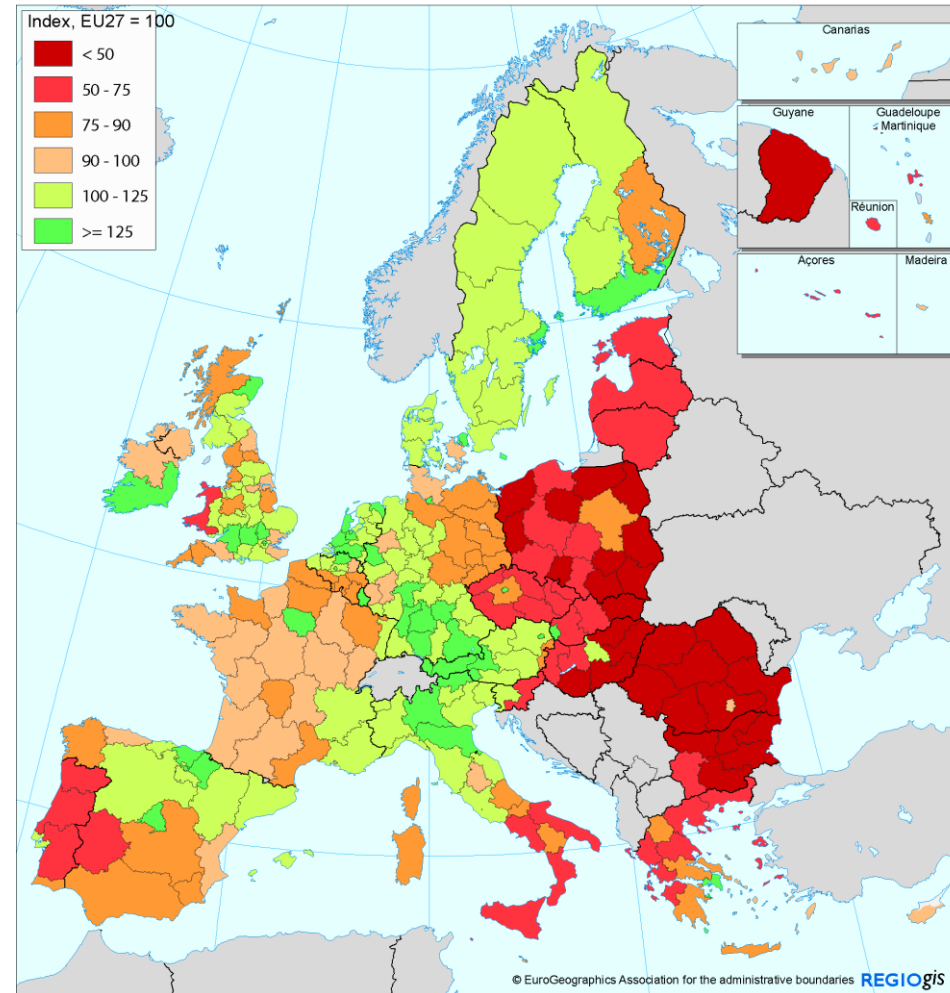 Index, EU27 = 100
< 50
50 - 75
75 - 90
90 - 100
100 - 125
>= 125
Canarias
Guyane
Guadeloupe
Martinique
Réunion
Açores
Madeira
© EuroGeographics Association for the administrative boundaries REGIOgis